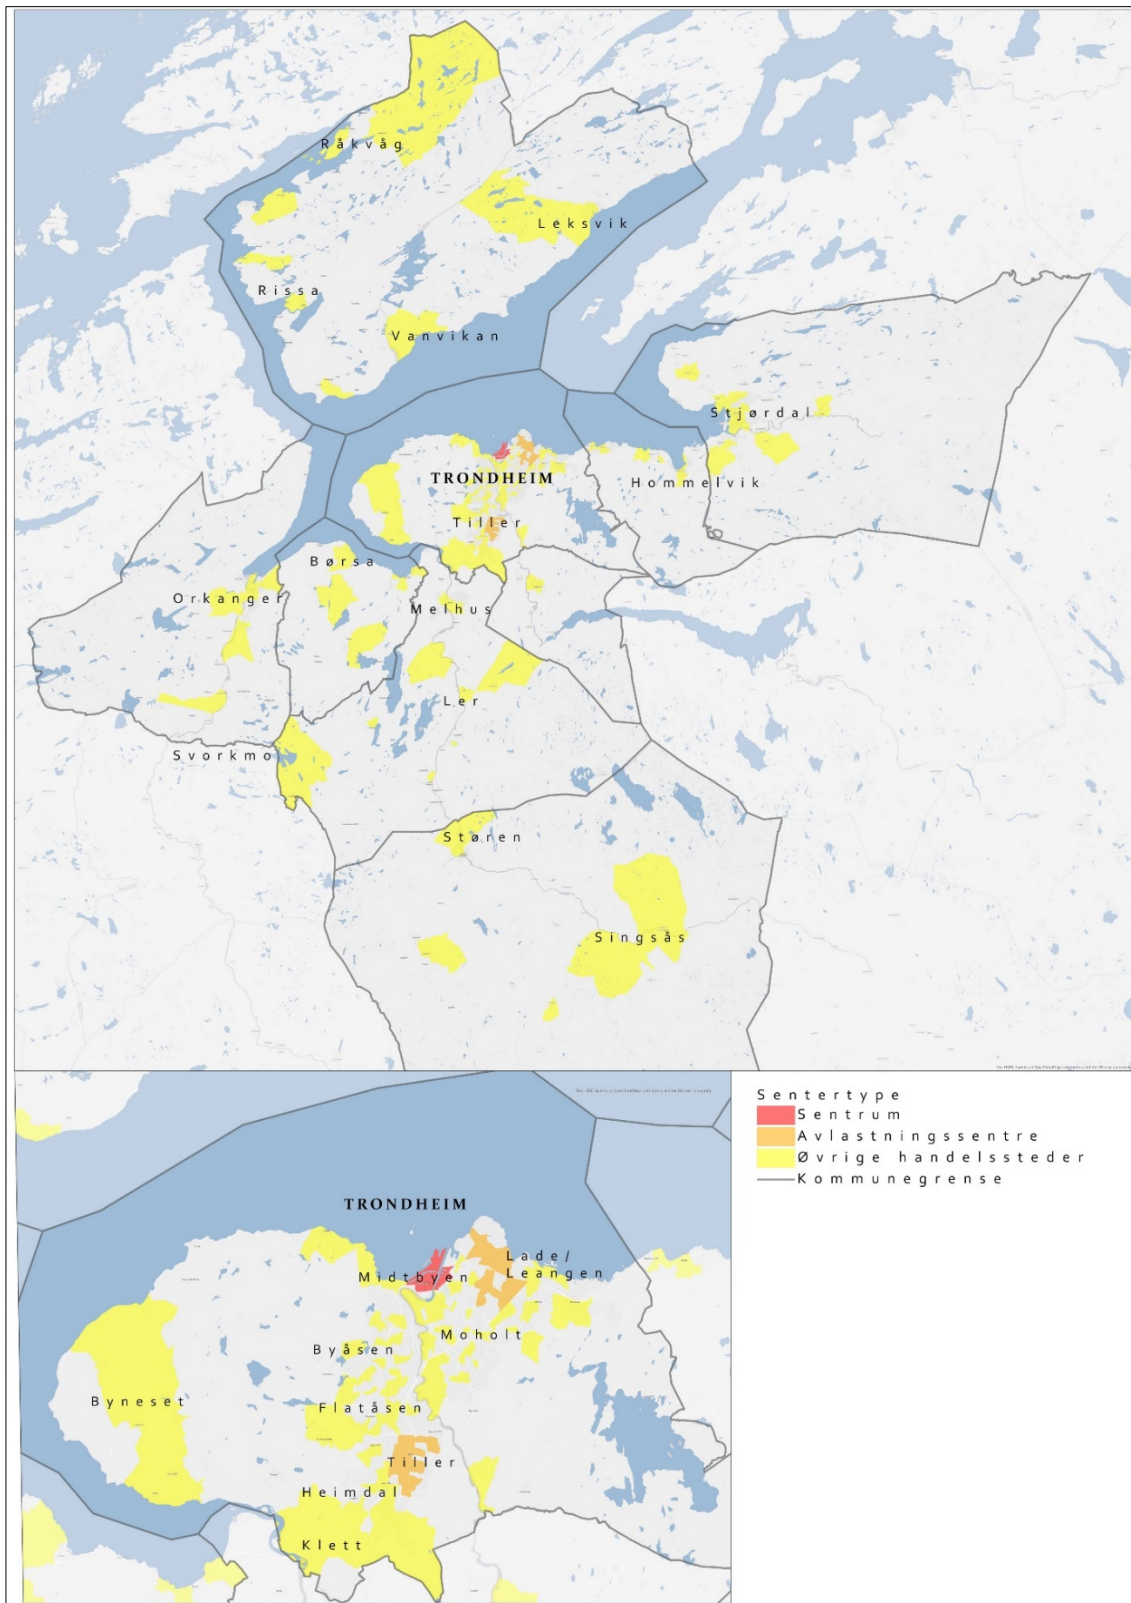 Råkvåg
Leksvik
Rissa
Vanvikan
Stjørdal
TRONDHEIM
Hommelvik
Tiller
Børsa
Orkanger
Melhus
Ler
Svorkmo
Støren
Singsås
Sentertype
Sentrum
Avlastningssentre
Øvrige handelssteder
Kommunegrense
TRONDHEIM
Lade/
Leangen
Midtbyen
Moholt
Byåsen
Byneset
Flatåsen
Tiller
Heimdal
Klett